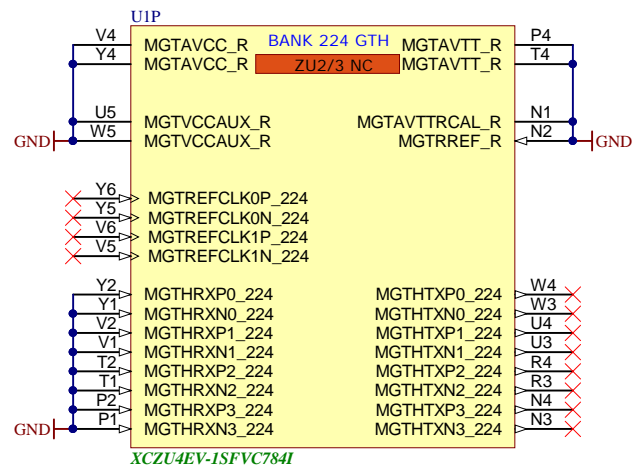 U1P
BANK 224 GTH
ZU2/3 NC
V4 MGTAVCC_R MGTAVTT_R P4
Y4 MGTAVCC_R MGTAVTT_R T4
U5 MGTVCCAUX_R MGTAVTTRCAL_R N1
GND W5 MGTVCCAUX_R MGTRREF_R N2 GND
Y6 MGTREFCLK0P_224
Y5 MGTREFCLK0N_224
V6 MGTREFCLK1P_224
V5 MGTREFCLK1N_224
Y2 MGTHRXP0_224 MGTHTXP0_224 W4
Y1 MGTHRXN0_224 MGTHTXN0_224 W3
V2 MGTHRXP1_224 MGTHTXP1_224 U4
V1 MGTHRXN1_224 MGTHTXN1_224 U3
T2 MGTHRXP2_224 MGTHTXP2_224 R4
T1 MGTHRXN2_224 MGTHTXN2_224 R3
P2 MGTHRXP3_224 MGTHTXP3_224 N4
GND P1 MGTHRXN3_224 MGTHTXN3_224 N3
XCZU4EV-1SFVC784I